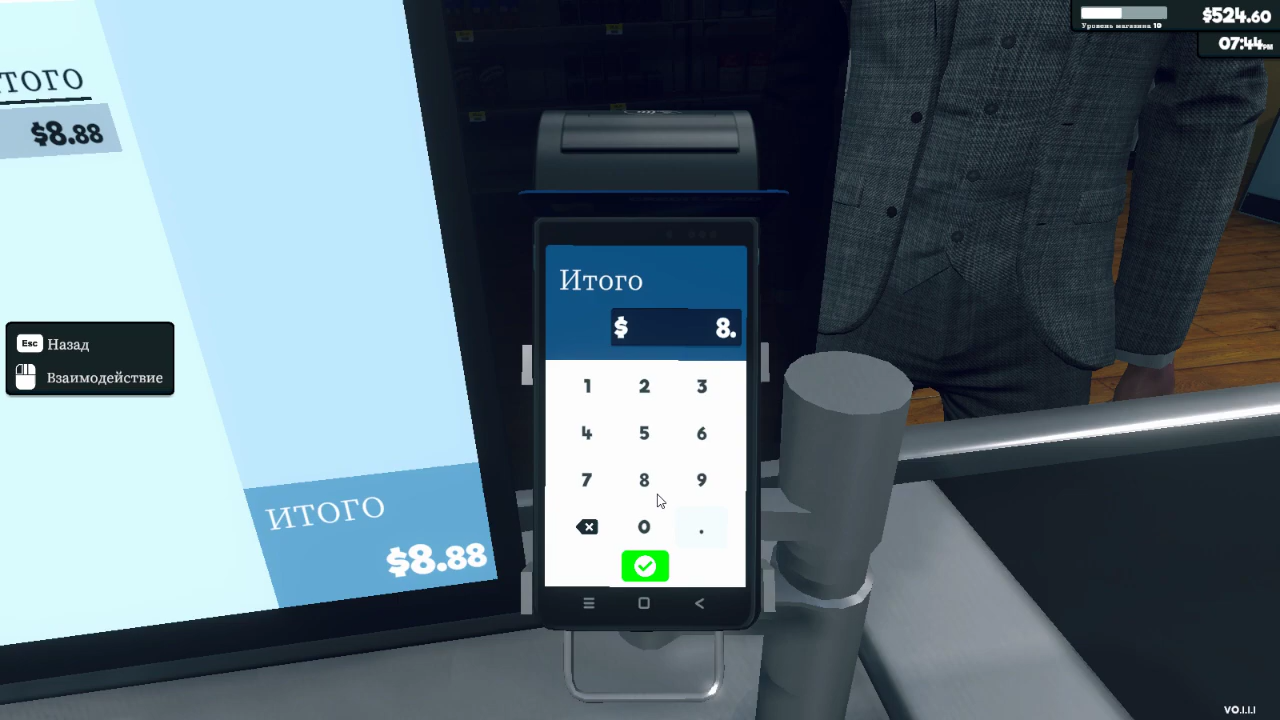 $524.60
Уровень магазина 10
07:44PM
ТОГО
$8.88
Итого
$ 8.
Esc Назад
Взаимодействие
1 2 3
4 5 6
7 8 9
0 .
ИТОГО
$8.88
V0.1.1.1